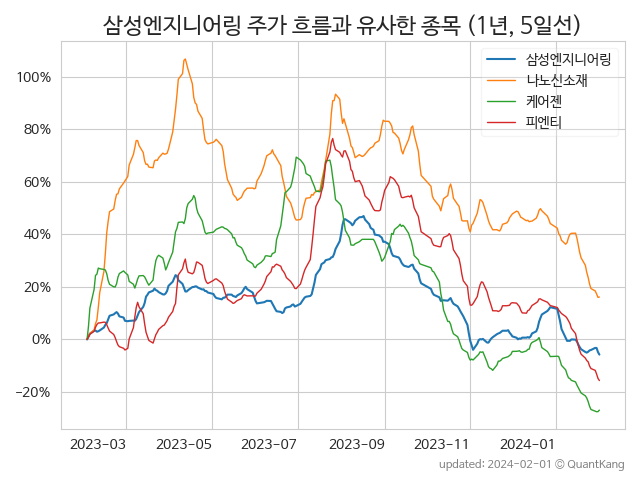 삼성엔지니어링 주가 흐름과 유사한 종목 (1년, 5일선)
삼성엔지니어링
나노신소재
케어젠
피엔티
100%
80%
60%
40%
20%
0%
−20%
2023-03 2023-05 2023-07 2023-09 2023-11 2024-01
updated: 2024-02-01 © QuantKang